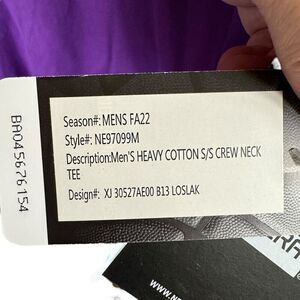 BA045676154
Season#: MENS FA22
Style#: NE97099M
Description:Men'S HEAVY COTTON S/S CREW NECK
TEE
Design#: XJ 30527AE00 B13 LOSLAK